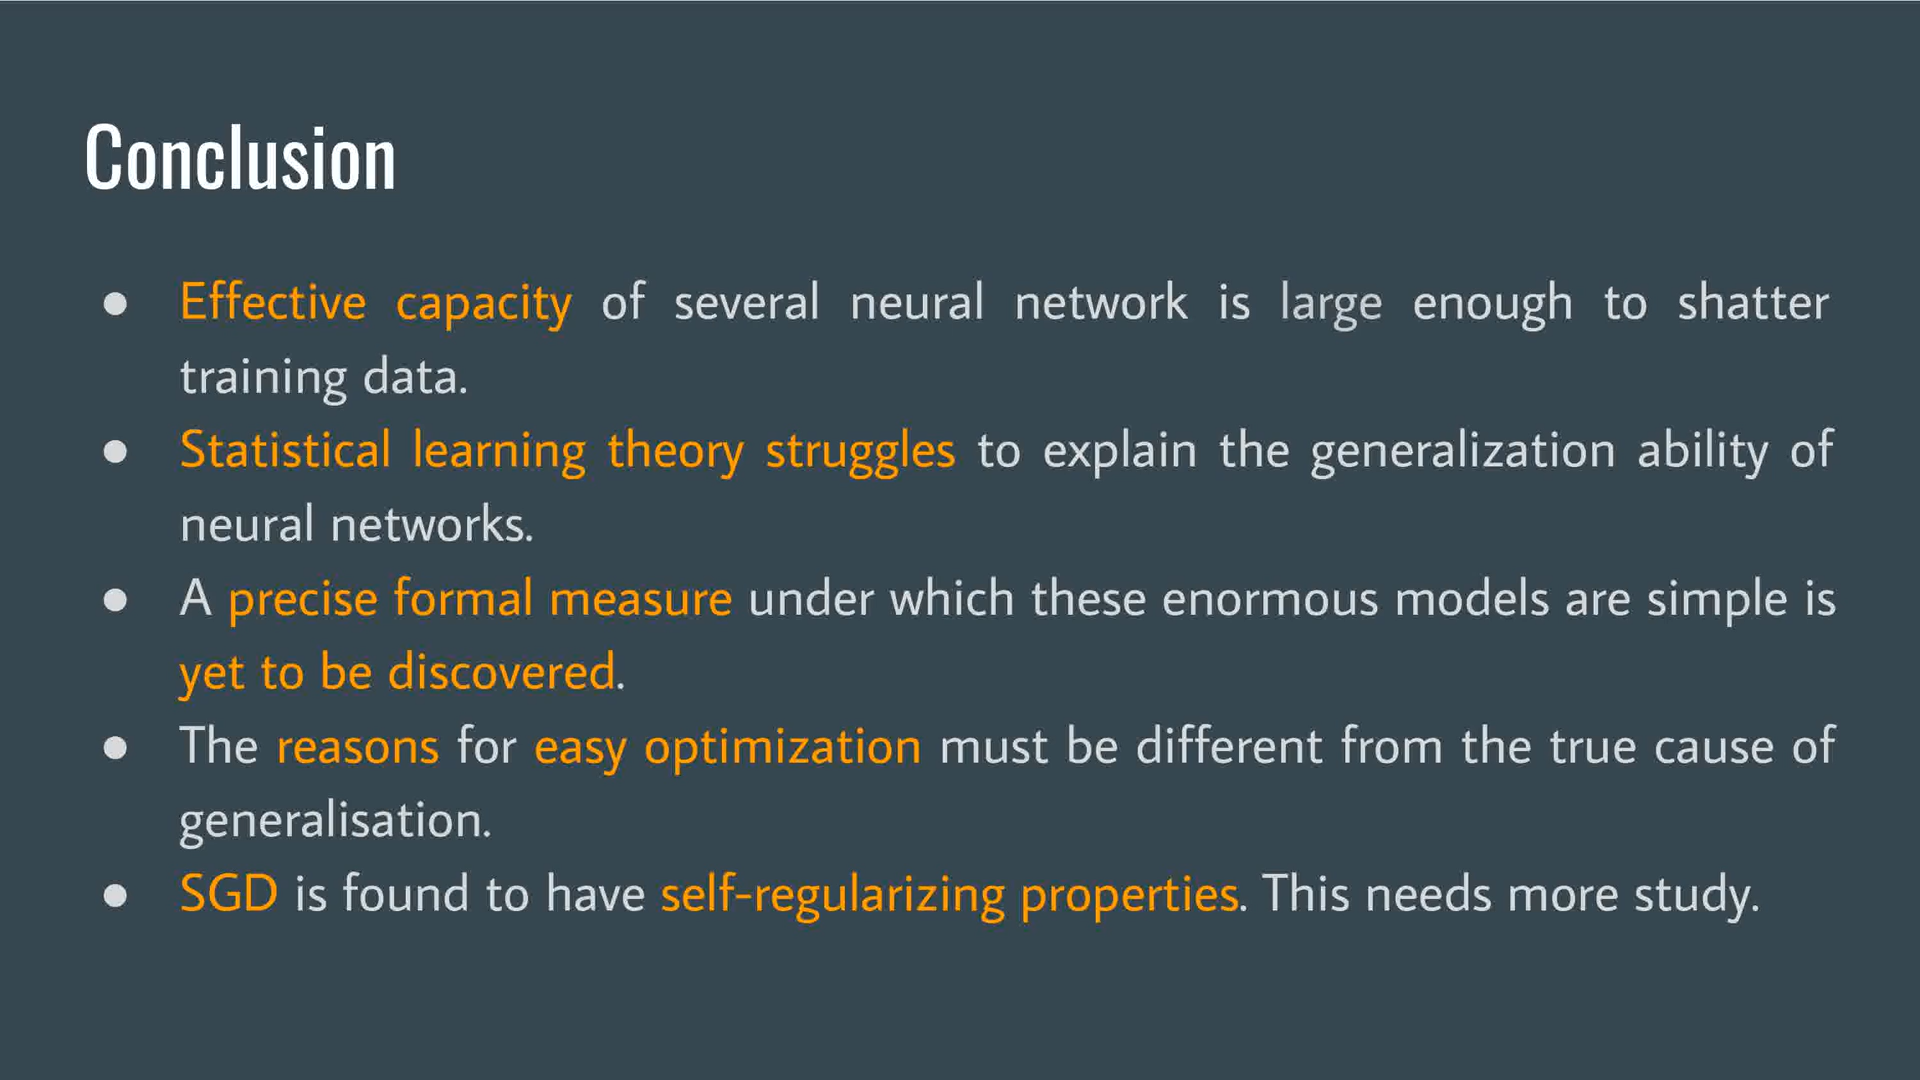 Conclusion
● Effective capacity of several neural network is large enough to shatter
training data.
● Statistical learning theory struggles to explain the generalization ability of
neural networks.
● A precise formal measure under which these enormous models are simple is
yet to be discovered.
● The reasons for easy optimization must be different from the true cause of
generalisation.
● SGD is found to have self-regularizing properties. This needs more study.